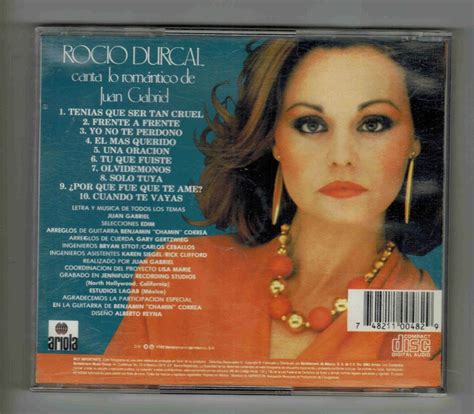 ROCIO DURCAL
canta lo romántico de
Juan Gabriel
1. TENIAS QUE SER TAN CRUEL
2. FRENTE A FRENTE
3. YO NO TE PERDONO
4. EL MAS QUERIDO
5. UNA ORACION
6. TU QUE FUISTE
7. OLVIDEMONOS
8. SOLO TUYA
9. ¿POR QUE FUE QUE TE AME?
10. CUANDO TE VAYAS
LETRA Y MUSICA DE TODOS LOS TEMAS
JUAN GABRIEL
SELECCIONES EDIM
ARREGLOS DE GUITARRA BENJAMIN "CHAMIN" CORREA
ARREGLOS DE CUERDA GARY GERTZWIEG
INGENIEROS BRYAN STTOT/CARLOS CEBALLOS
INGENIEROS ASISTENTES KAREN SIEGEL/RICK CLIFFORD
REALIZADO POR JUAN GABRIEL
COORDINACION DEL PROYECTO LISA MARIE
GRABADO EN JENNIFUDY RECORDING STUDIOS
(North Hollywood, California)
ESTUDIOS LAGAB (México)
AGRADECEMOS LA PARTICIPACION ESPECIAL
EN LA GUITARRA DE BENJAMIN "CHAMIN" CORREA
DISEÑO ALBERTO REYNA
ariola
7 48211 00482 9
COMPACT
disc
DIGITAL AUDIO